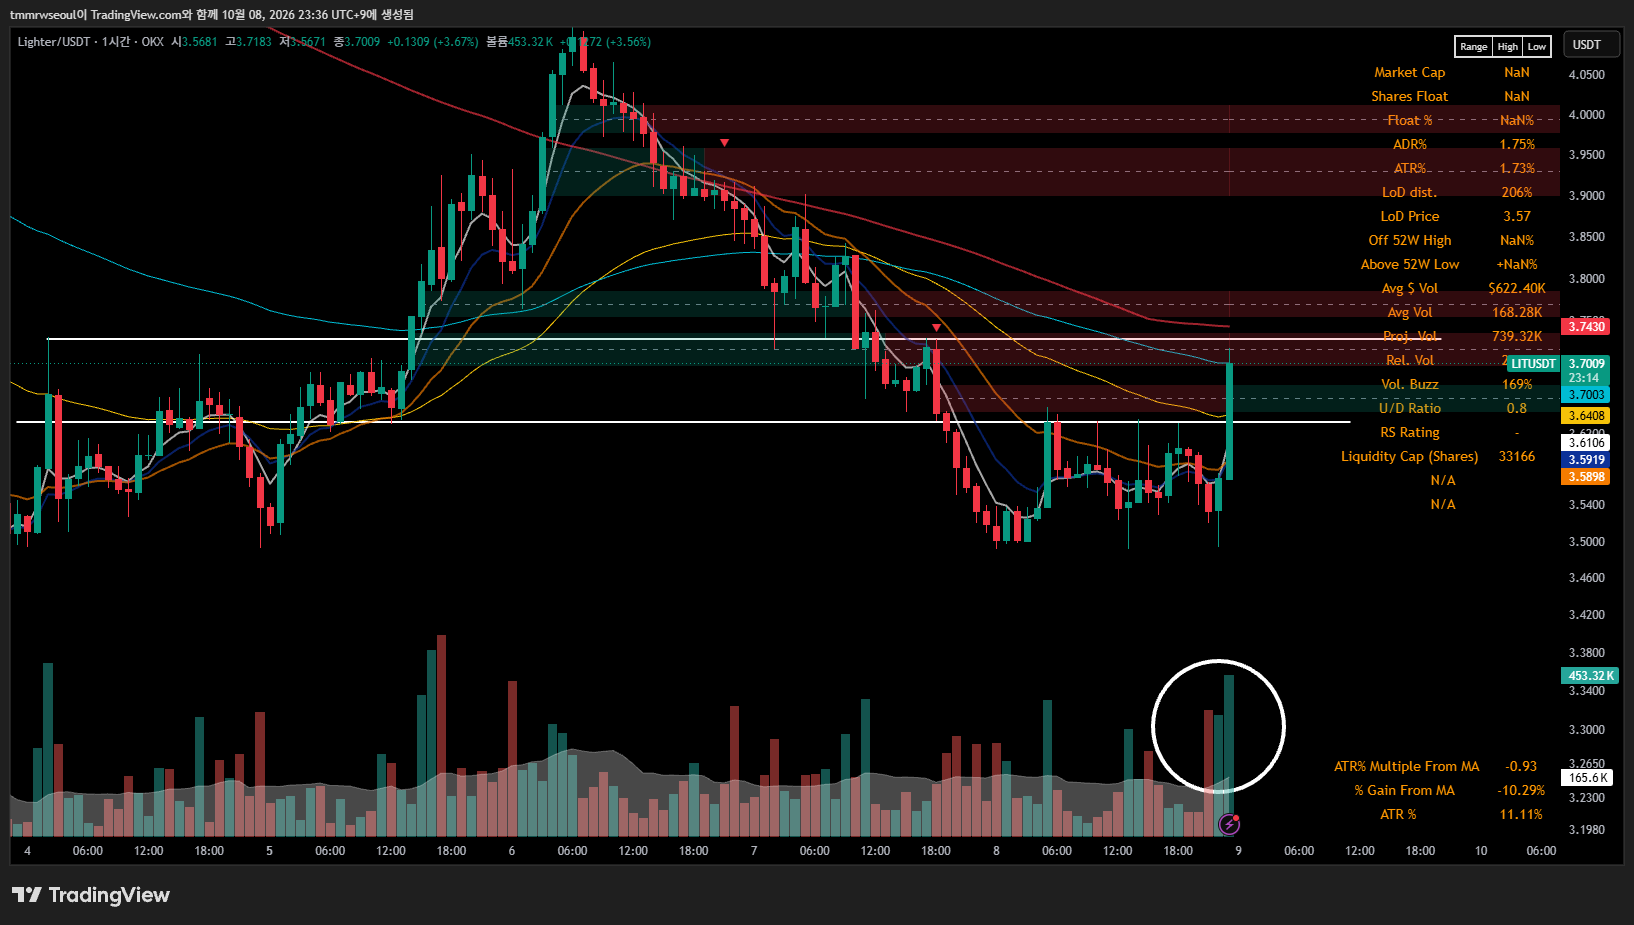 tmmrwseoul이 TradingView.com와 함께 10월 08, 2026 23:36 UTC+9에 생성됨
Lighter/USDT · 1시간 · OKX 시3.5681 고3.7183 저3.5671 종3.7009 +0.1309 (+3.67%) 볼륨453.32 K (+3.56%)
Range High Low
USDT
Market Cap NaN
Shares Float NaN
Float % NaN%
ADR% 1.75%
ATR% 1.73%
LoD dist. 206%
LoD Price 3.57
Off 52W High NaN%
Above 52W Low +NaN%
Avg $ Vol $622.40K
Avg Vol 168.28K
Proj. Vol 739.32K
Rel. Vol
Vol. Buzz 169%
U/D Ratio 0.8
RS Rating -
Liquidity Cap (Shares) 33166
N/A
N/A
ATR% Multiple From MA -0.93
% Gain From MA -10.29%
ATR % 11.11%
4.0500
4.0000
3.9500
3.9000
3.8500
3.8000
3.7430
LITUSDT 3.7009
23:14
3.7003
3.6408
3.6106
3.5919
3.5898
3.5400
3.5000
3.4600
3.4200
3.3800
453.32 K
3.3400
3.3000
3.2650
165.6 K
3.2300
3.1980
4 06:00 12:00 18:00 5 06:00 12:00 18:00 6 06:00 12:00 18:00 7 06:00 12:00 18:00 8 06:00 12:00 18:00 9 06:00 12:00 18:00 10 06:00
TradingView